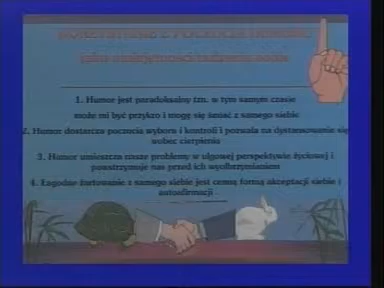 1. Humor jest paradoksalny tzn. w tym samym czasie
może mi być przykro i mogę się śmiać z samego siebie
2. Humor dostarcza poczucia wyboru i kontroli i pozwala na dystansowanie się
wobec cierpienia
3. Humor umieszcza nasze problemy w ulgowej perspektywie życiowej i
powstrzymuje nas przed ich wyolbrzymianiem
4. Łagodne żartowanie z samego siebie jest cenną formą akceptacji siebie i
autoafirmacji